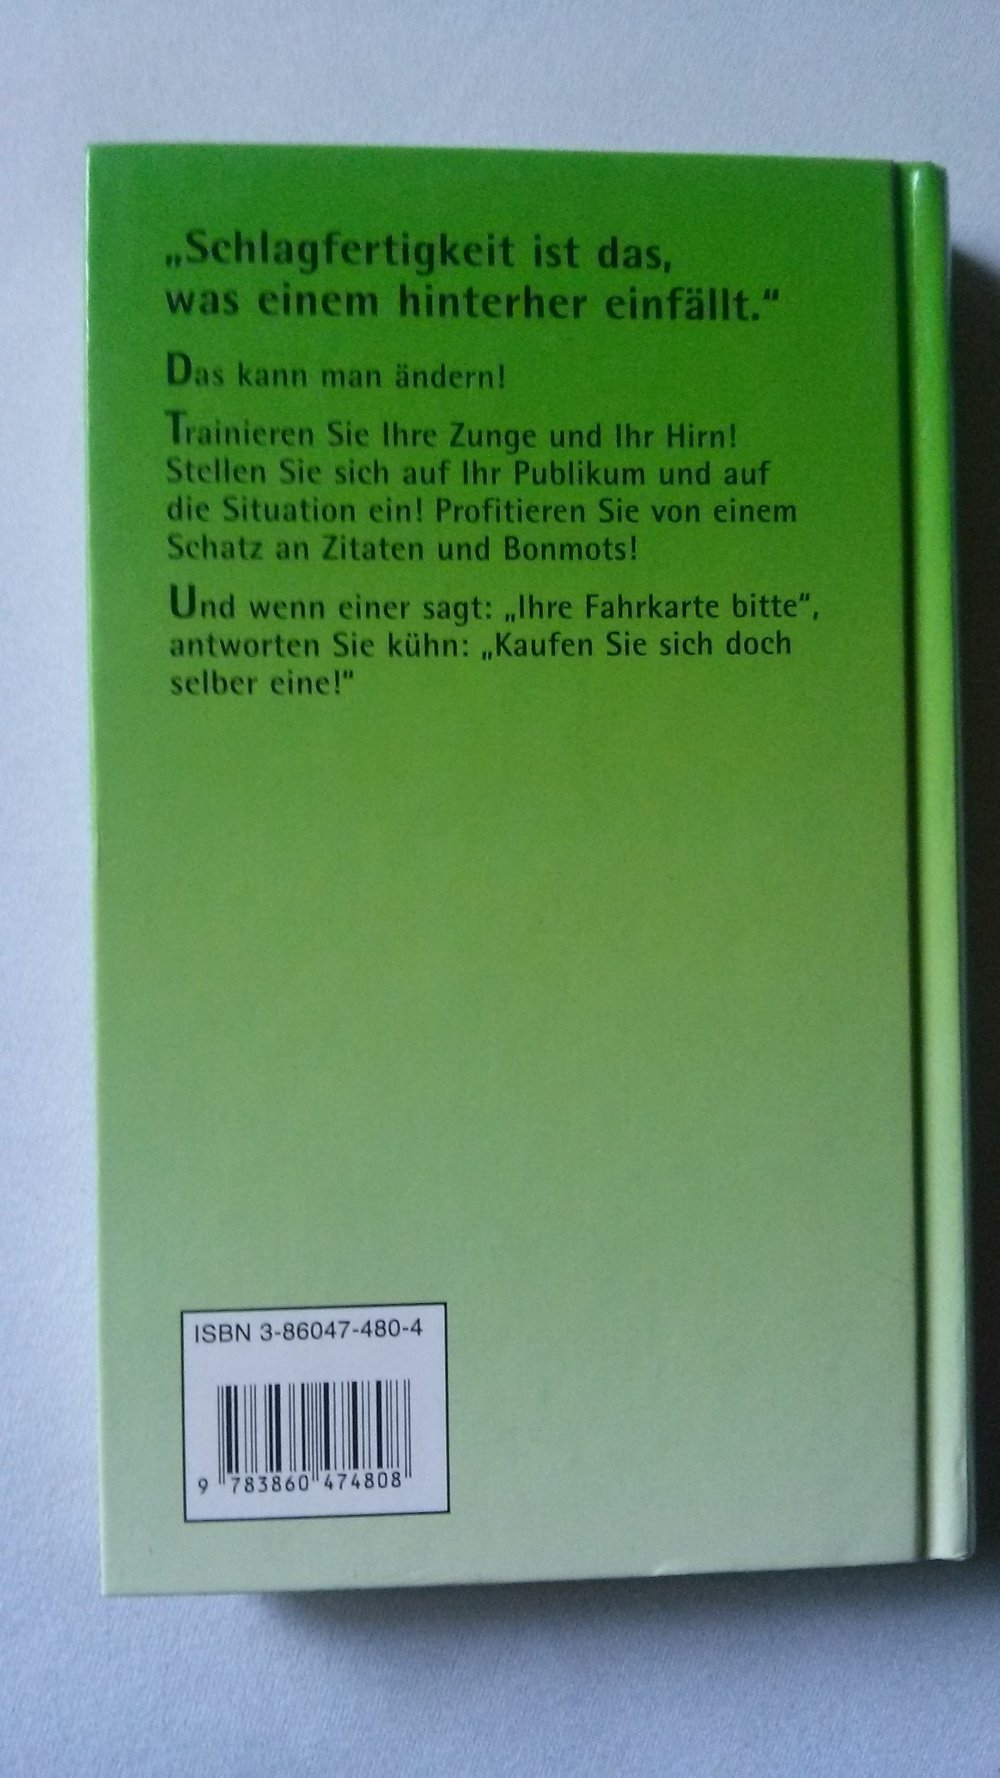 „Schlagfertigkeit ist das,
was einem hinterher einfällt."
Das kann man ändern!
Trainieren Sie Ihre Zunge und Ihr Hirn!
Stellen Sie sich auf Ihr Publikum und auf
die Situation ein! Profitieren Sie von einem
Schatz an Zitaten und Bonmots!
Und wenn einer sagt: „Ihre Fahrkarte bitte",
antworten Sie kühn: „Kaufen Sie sich doch
selber eine!"
ISBN 3-86047-480-4
9 783860 474808